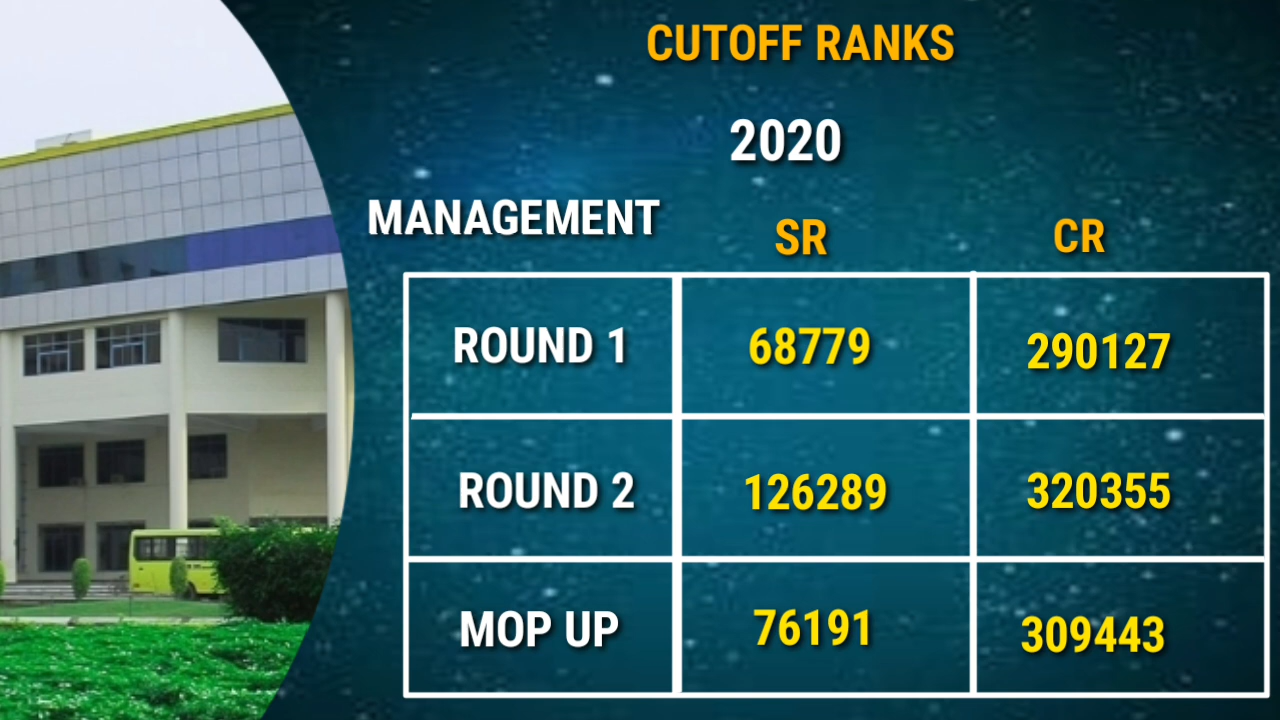 CUTOFF RANKS
2020
MANAGEMENT SR CR
ROUND 1 68779 290127
ROUND 2 126289 320355
MOP UP 76191 309443